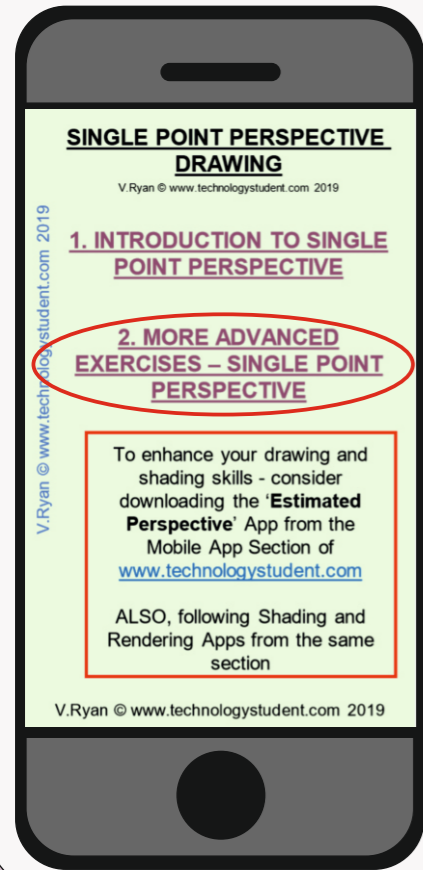 SINGLE POINT PERSPECTIVE
DRAWING
V.Ryan © www.technologystudent.com 2019
V.Ryan © www.technologystudent.com 2019
1. INTRODUCTION TO SINGLE
POINT PERSPECTIVE
2. MORE ADVANCED
EXERCISES – SINGLE POINT
PERSPECTIVE
To enhance your drawing and
shading skills - consider
downloading the ‘Estimated
Perspective’ App from the
Mobile App Section of
www.technologystudent.com
ALSO, following Shading and
Rendering Apps from the same
section
V.Ryan © www.technologystudent.com 2019